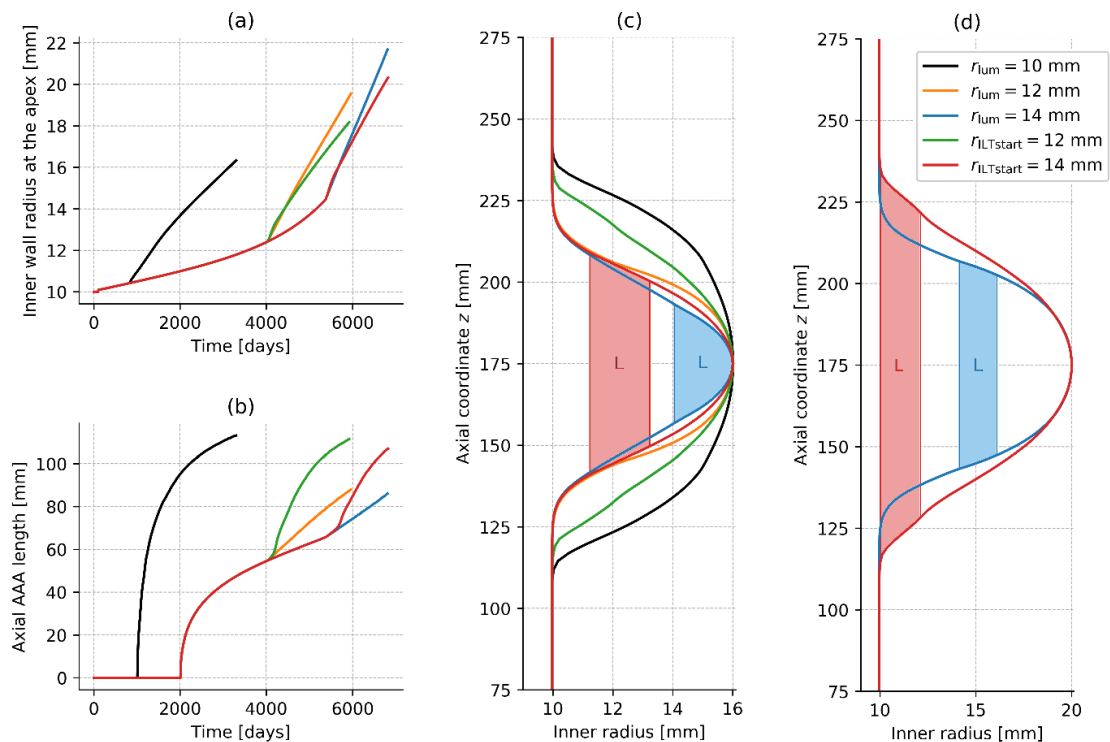 (a)
22
20
18
16
14
12
10
Inner wall radius at the apex [mm]
0 2000 4000 6000
Time [days]
(b)
100
80
60
40
20
0
Axial AAA length [mm]
0 2000 4000 6000
Time [days]
(c)
275
250
225
200
175
150
125
100
75
Axial coordinate z [mm]
L L
10 12 14 16
Inner radius [mm]
(d)
275
250
225
200
175
150
125
100
75
Axial coordinate z [mm]
r_lum = 10 mm
r_lum = 12 mm
r_lum = 14 mm
r_ILTstart = 12 mm
r_ILTstart = 14 mm
L L
10 12 14 16 18 20
Inner radius [mm]